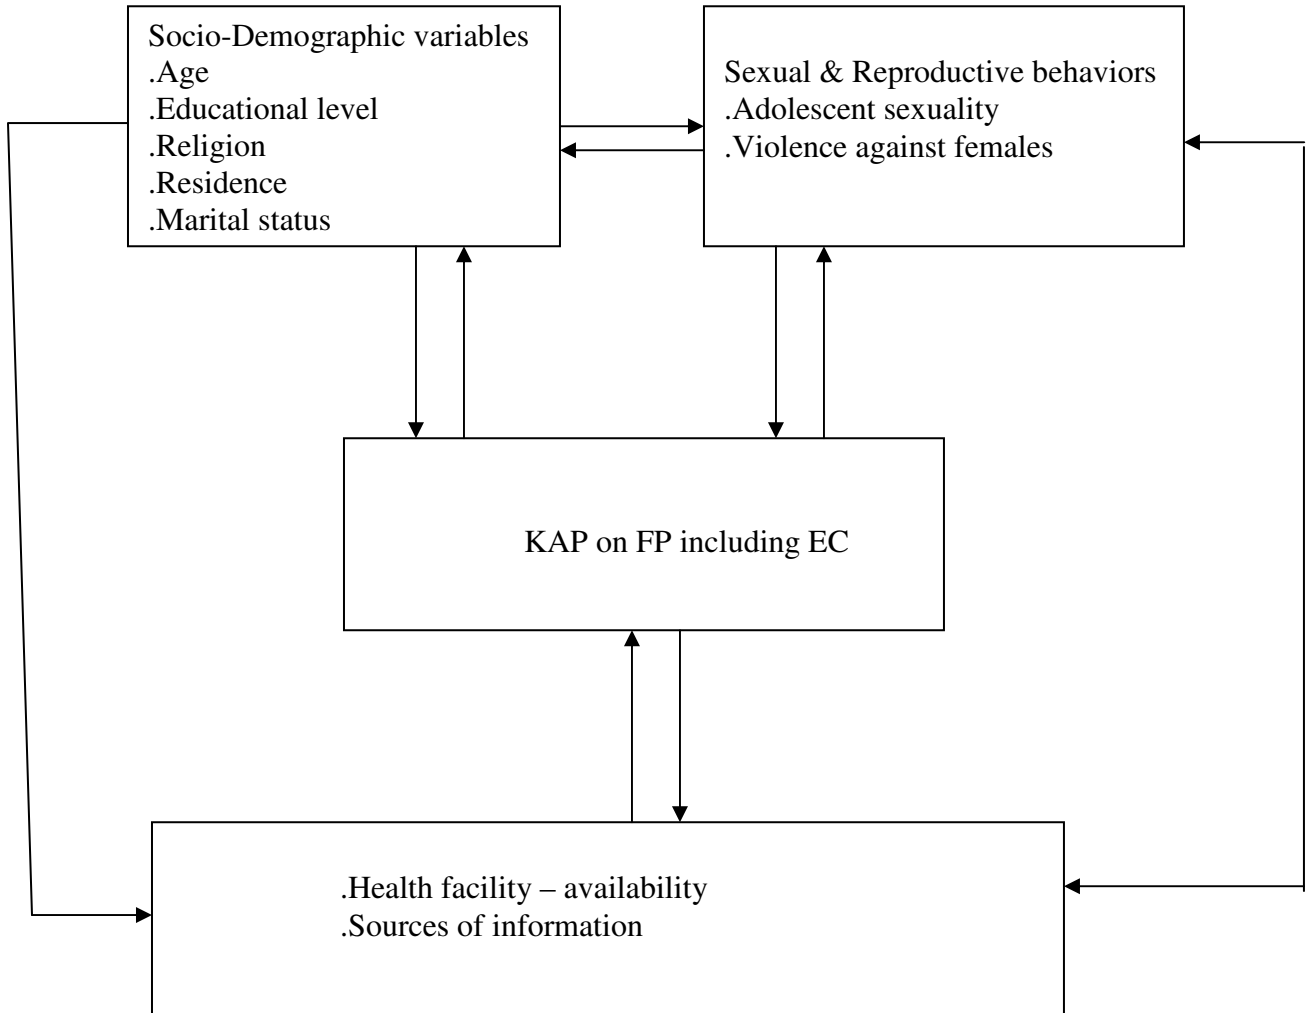 Socio-Demographic variables
.Age
.Educational level
.Religion
.Residence
.Marital status
Sexual & Reproductive behaviors
.Adolescent sexuality
.Violence against females
KAP on FP including EC
.Health facility – availability
.Sources of information